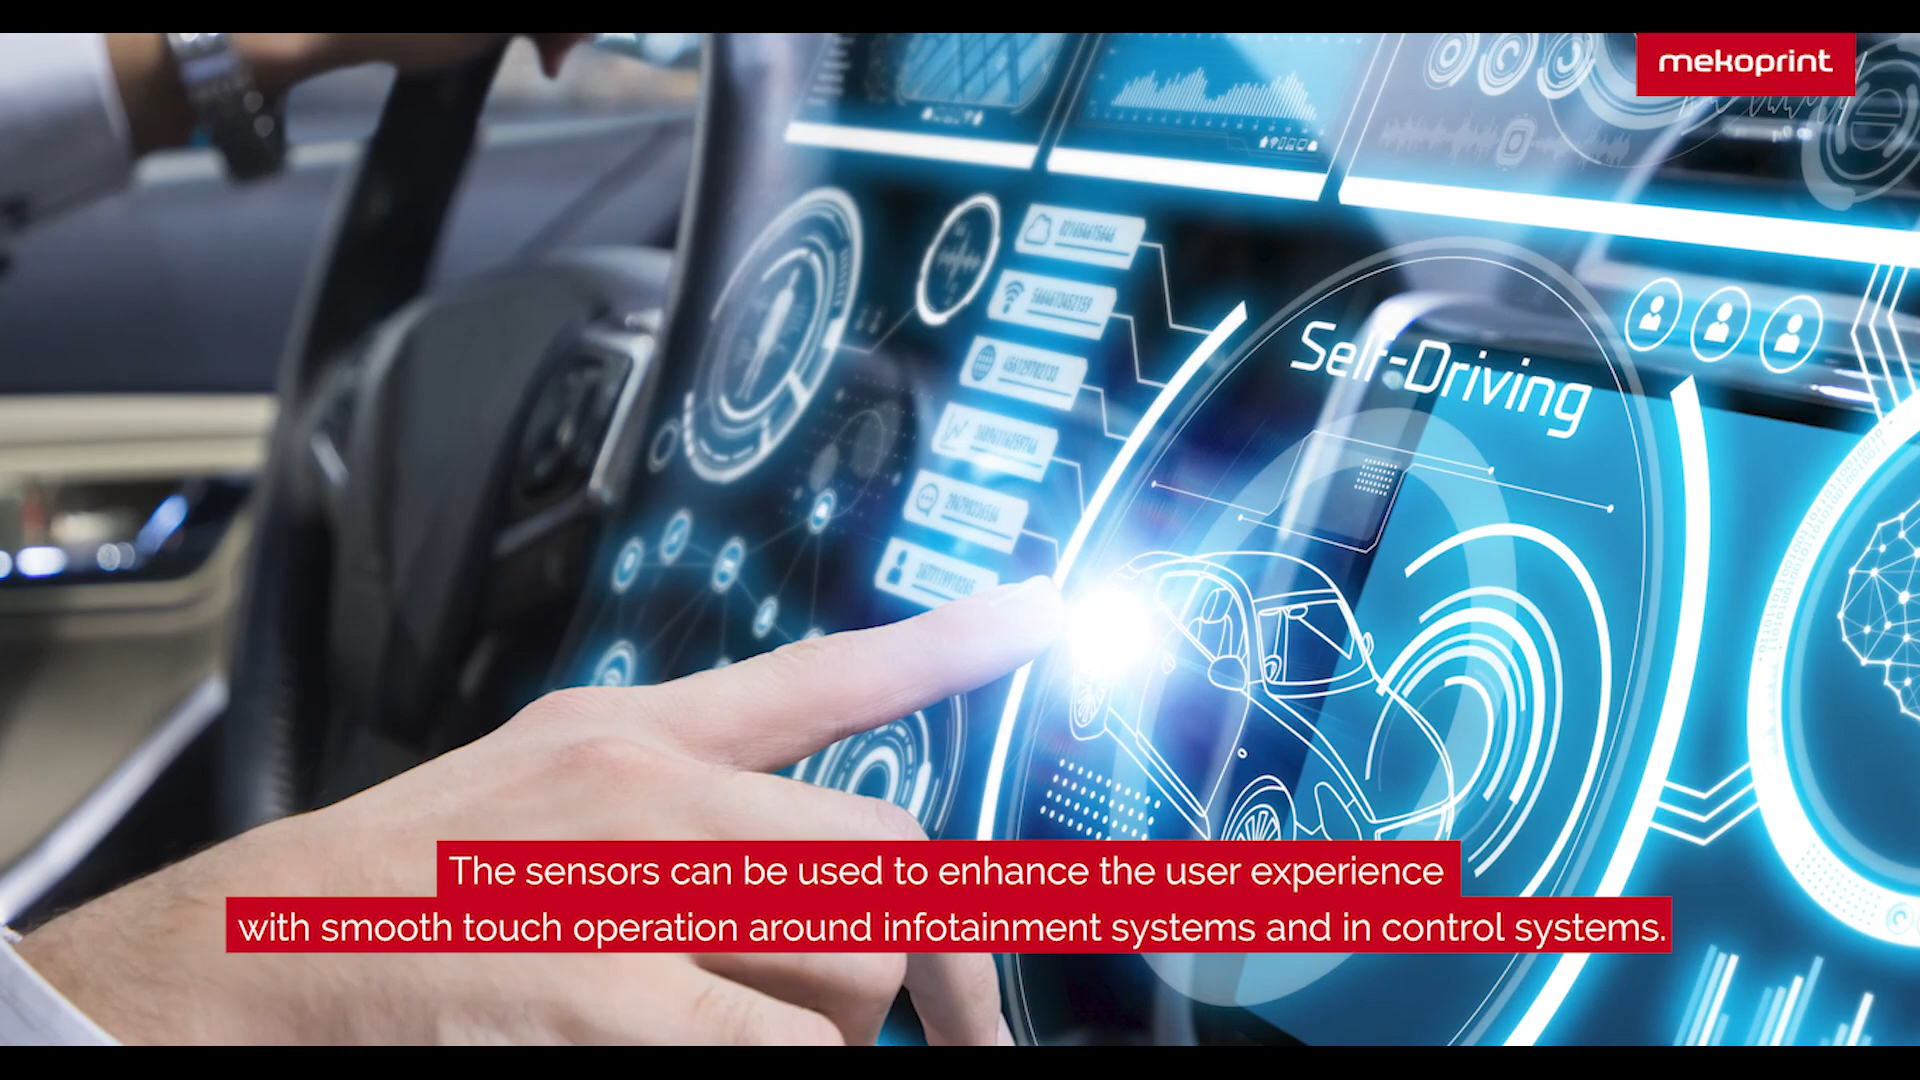 mekoprint
Self-Driving
The sensors can be used to enhance the user experience
with smooth touch operation around infotainment systems and in control systems.